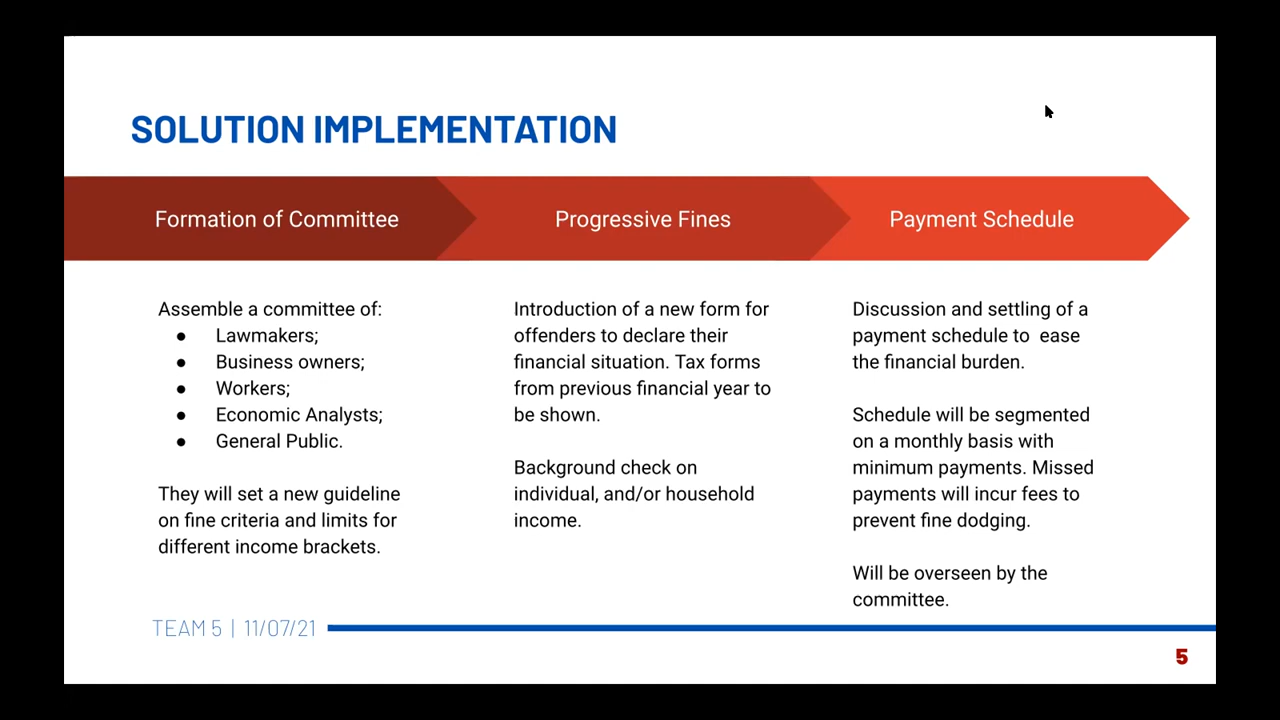 SOLUTION IMPLEMENTATION
Formation of Committee
Progressive Fines
Payment Schedule
Assemble a committee of:
● Lawmakers;
● Business owners;
● Workers;
● Economic Analysts;
● General Public.
They will set a new guideline
on fine criteria and limits for
different income brackets.
Introduction of a new form for
offenders to declare their
financial situation. Tax forms
from previous financial year to
be shown.
Background check on
individual, and/or household
income.
Discussion and settling of a
payment schedule to  ease
the financial burden.
Schedule will be segmented
on a monthly basis with
minimum payments. Missed
payments will incur fees to
prevent fine dodging.
Will be overseen by the
committee.
TEAM 5 | 11/07/21
5